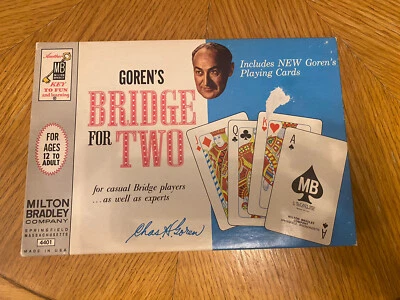 Another
MB
KEY
TO FUN
and learning
GOREN'S
BRIDGE
FOR TWO
Includes NEW Goren's
Playing Cards
FOR
AGES
12 TO
ADULT
for casual Bridge players
...as well as experts
Chas. H. Goren
MILTON
BRADLEY
COMPANY
SPRINGFIELD
MASSACHUSETTS
4401
MADE IN U.S.A.
K
Q
J
A
MB
A